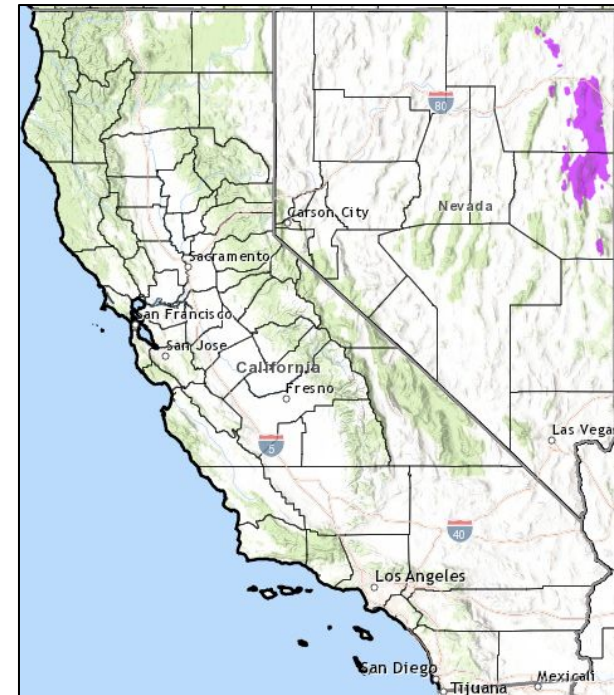 80
Nevada
Carson City
Sacramento
San Francisco
San Jose
California
Fresno
5
Las Vegas
40
Los Angeles
San Diego
Tijuana
Mexicali